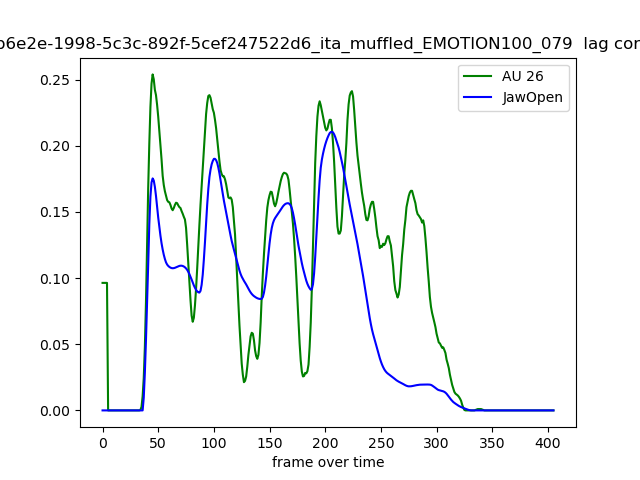 b6e2e-1998-5c3c-892f-5cef247522d6_ita_muffled_EMOTION100_079 lag cor
AU 26
JawOpen
0.25
0.20
0.15
0.10
0.05
0.00
0 50 100 150 200 250 300 350 400
frame over time